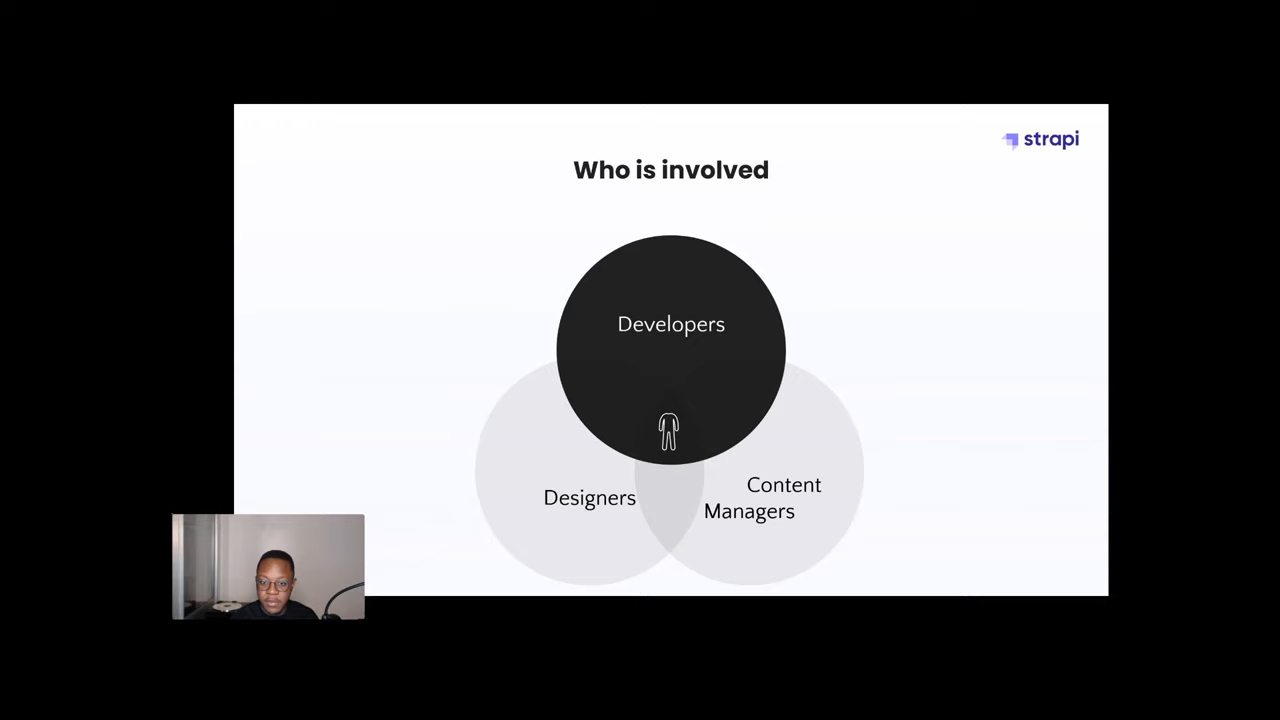 strapi
Who is involved
Developers
Designers
Content
Managers